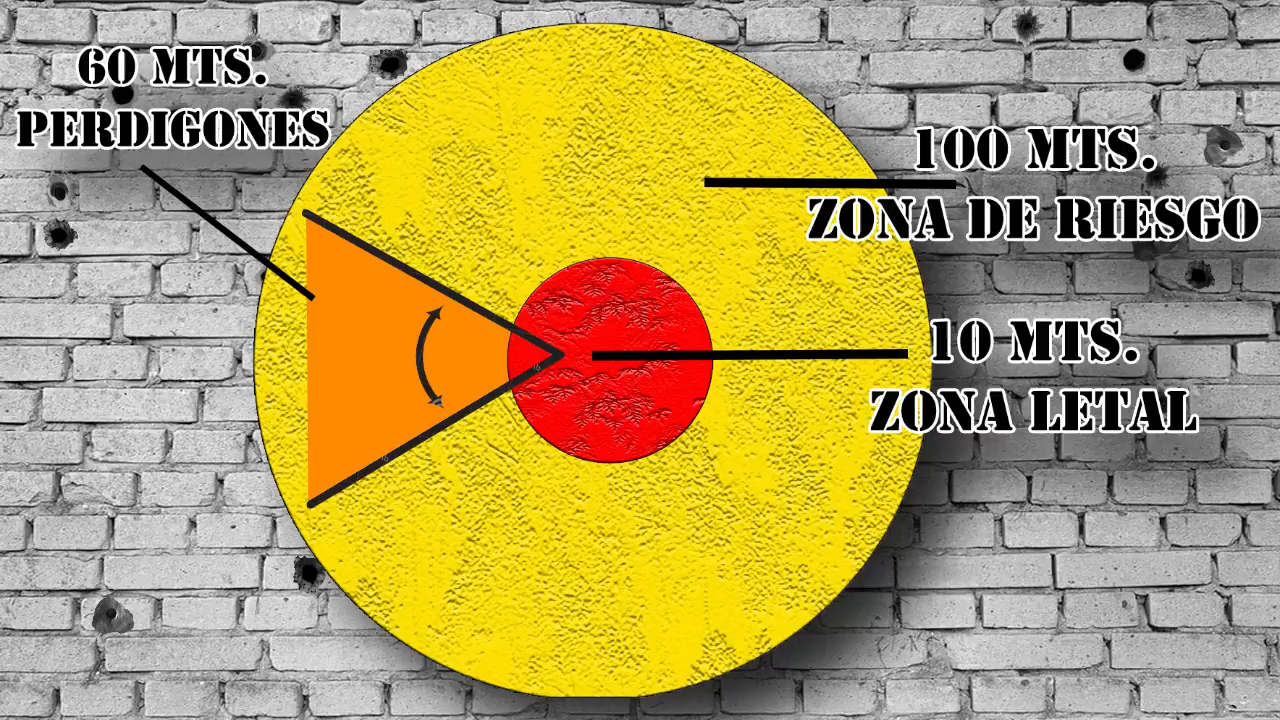 60 MTS.
PERDIGONES
100 MTS.
ZONA DE RIESGO
10 MTS.
ZONA LETAL